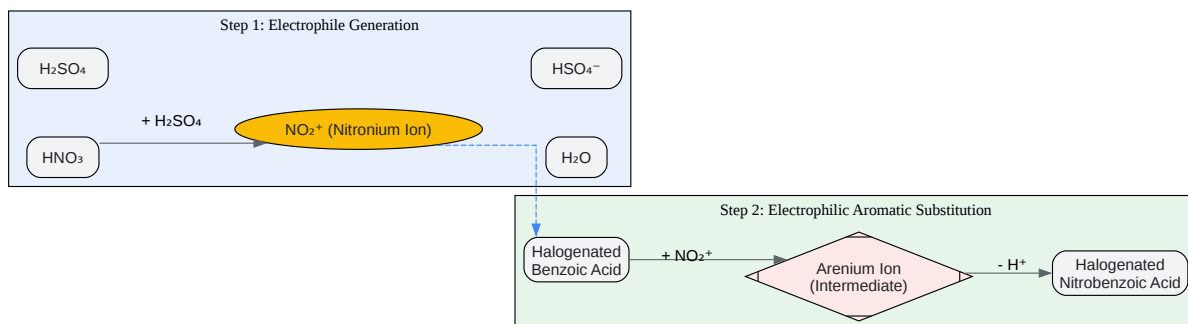 Step 1: Electrophile Generation
H₂SO₄
HSO₄⁻
+ H₂SO₄
NO₂⁺ (Nitronium Ion)
HNO₃
H₂O
Step 2: Electrophilic Aromatic Substitution
Halogenated
Benzoic Acid
+ NO₂⁺
Arenium Ion
(Intermediate)
- H⁺
Halogenated
Nitrobenzoic Acid